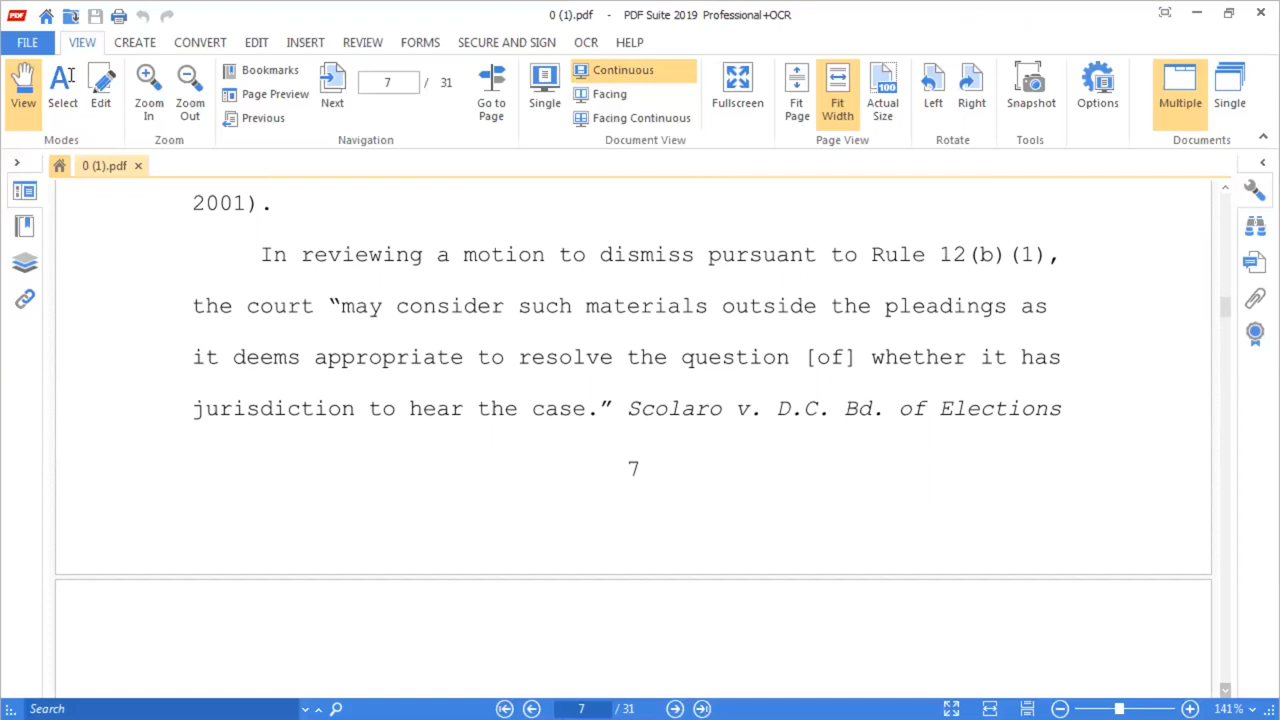 PDF 0 (1).pdf - PDF Suite 2019 Professional+OCR
FILE VIEW CREATE CONVERT EDIT INSERT REVIEW FORMS SECURE AND SIGN OCR HELP
View Select Edit
Modes
Zoom In Zoom Out
Zoom
Bookmarks
Page Preview
Previous
Next
7 / 31
Go to Page
Navigation
Single
Continuous
Facing
Facing Continuous
Document View
Fullscreen
Fit Page
Fit Width
100
Actual Size
Page View
Left Right
Rotate
Snapshot
Tools
Options
Multiple Single
Documents
0 (1).pdf
2001).
In reviewing a motion to dismiss pursuant to Rule 12(b)(1),
the court “may consider such materials outside the pleadings as
it deems appropriate to resolve the question [of] whether it has
jurisdiction to hear the case.” Scolaro v. D.C. Bd. of Elections
7
Search 7 / 31 141%